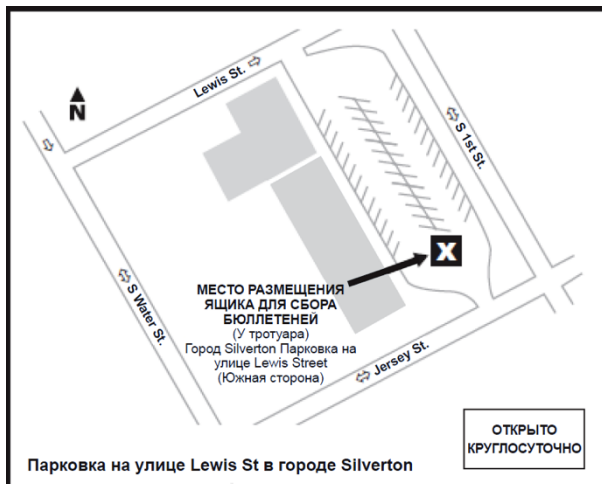 Lewis St.
N
S 1st St.
X
МЕСТО РАЗМЕЩЕНИЯ
ЯЩИКА ДЛЯ СБОРА
БЮЛЛЕТЕНЕЙ
(У тротуара)
Город Silverton Парковка на
улице Lewis Street
(Южная сторона)
S Water St.
Jersey St.
ОТКРЫТО
КРУГЛОСУТОЧНО
Парковка на улице Lewis St в городе Silverton